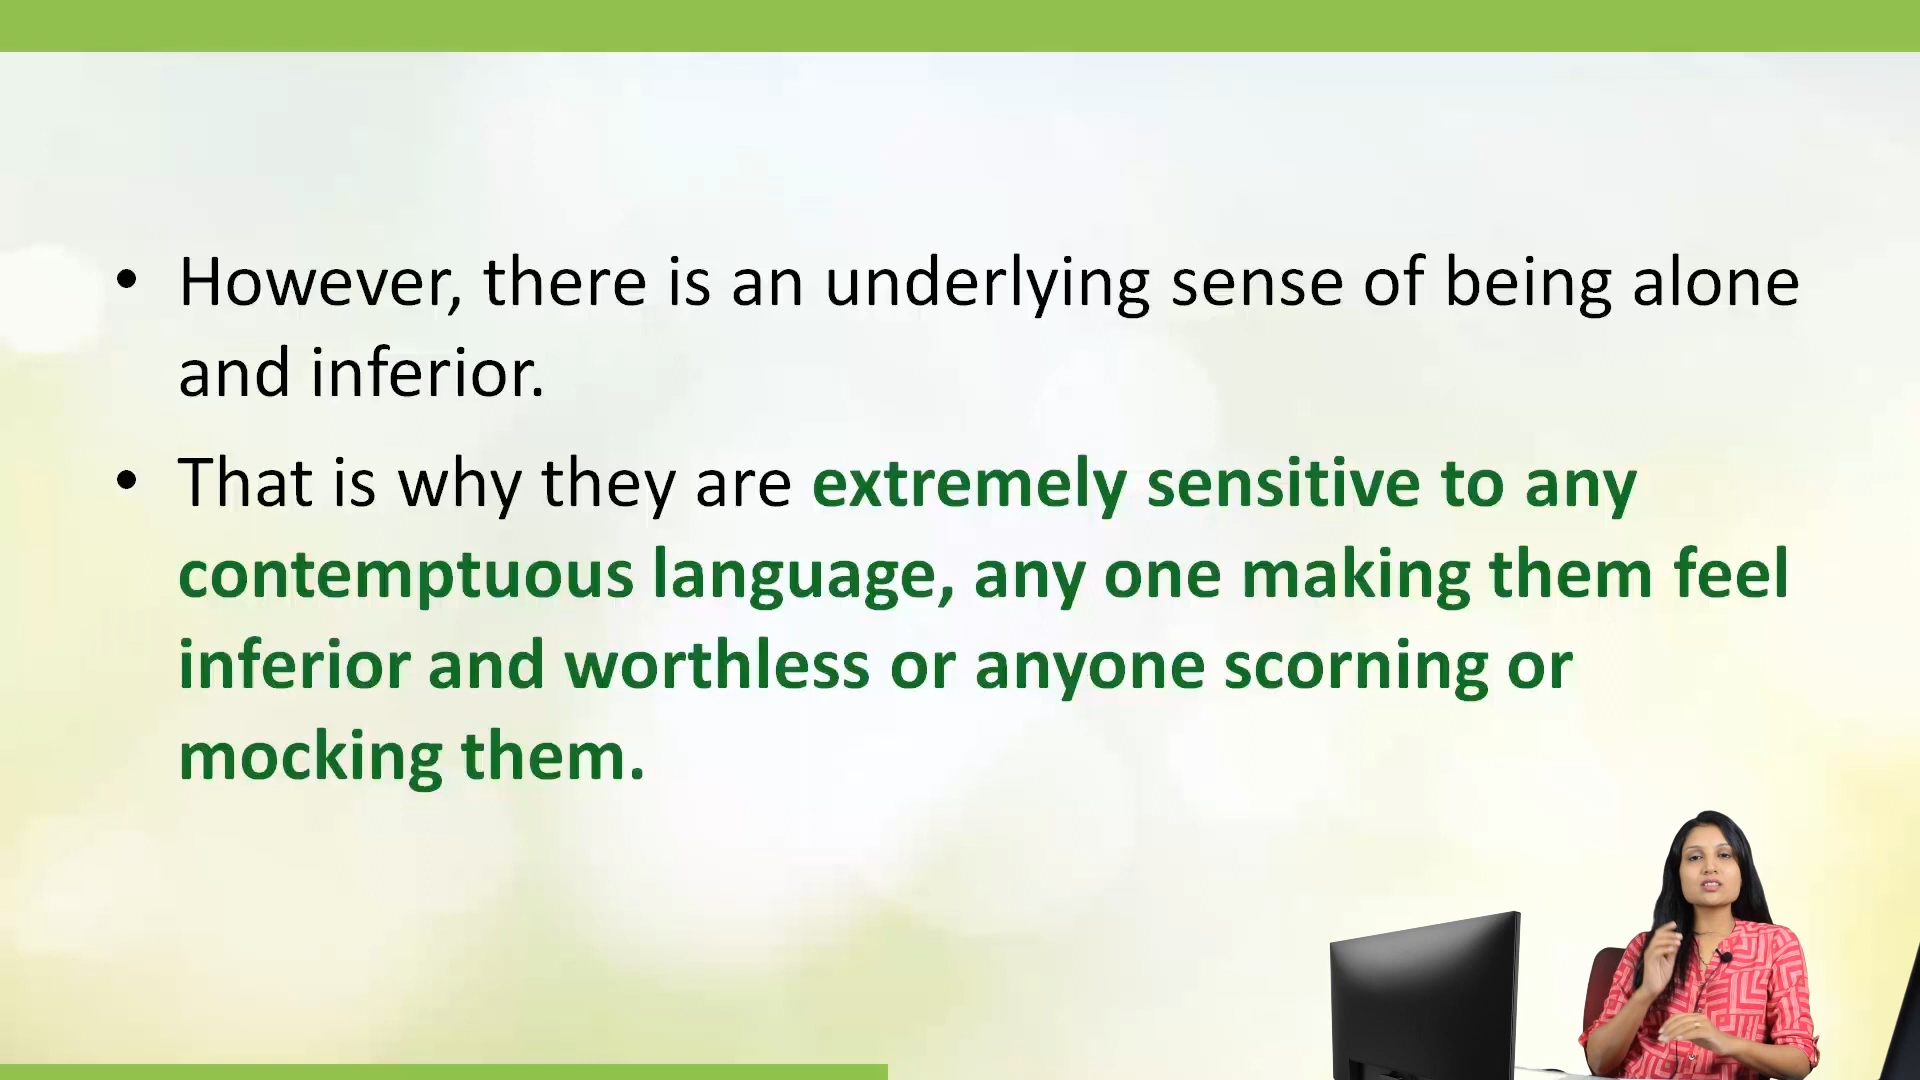 • However, there is an underlying sense of being alone
and inferior.
• That is why they are extremely sensitive to any
contemptuous language, any one making them feel
inferior and worthless or anyone scorning or
mocking them.